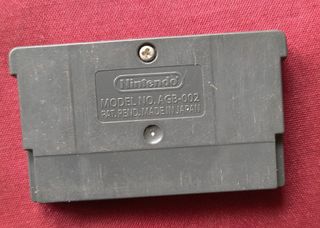 Nintendo
MODEL NO. AGB-002
PAT. PEND. MADE IN JAPAN